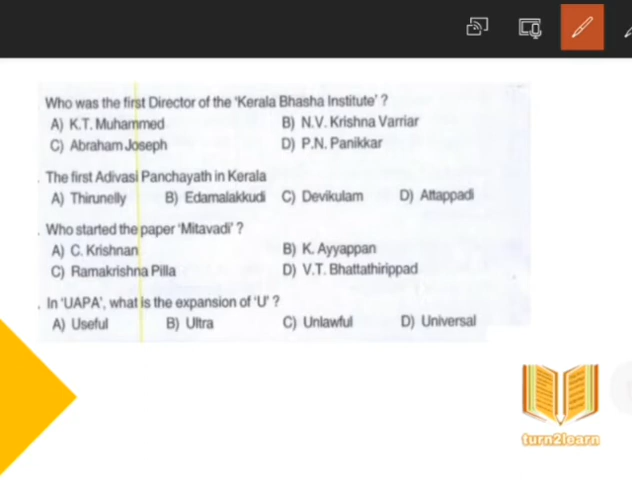 Who was the first Director of the 'Kerala Bhasha Institute' ?
A) K.T. Muhammed B) N.V. Krishna Varriar
C) Abraham Joseph D) P.N. Panikkar
. The first Adivasi Panchayath in Kerala
A) Thirunelly B) Edamalakkudi C) Devikulam D) Attappadi
. Who started the paper 'Mitavadi' ?
A) C. Krishnan B) K. Ayyappan
C) Ramakrishna Pilla D) V.T. Bhattathirippad
. In 'UAPA', what is the expansion of 'U' ?
A) Useful B) Ultra C) Unlawful D) Universal
turn2learn